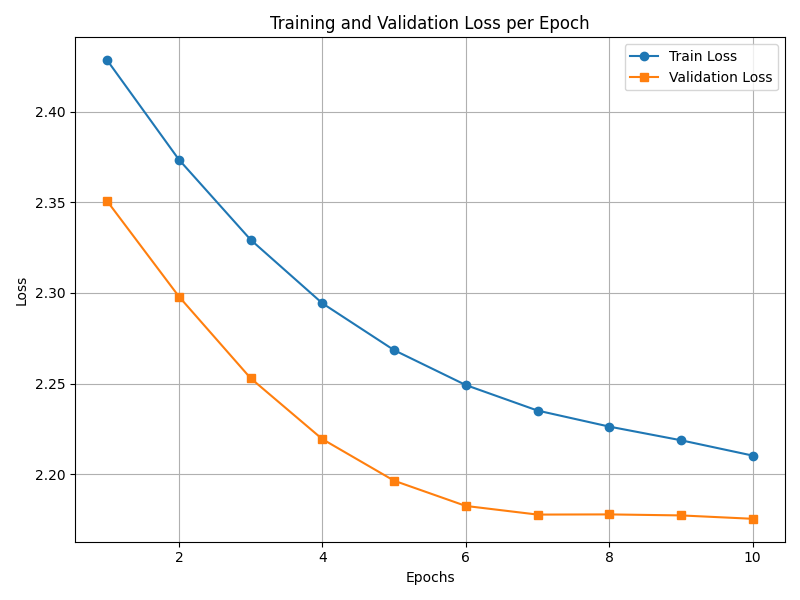 Training and Validation Loss per Epoch
Train Loss
Validation Loss
2.40
2.35
2.30
2.25
2.20
Loss
2 4 6 8 10
Epochs